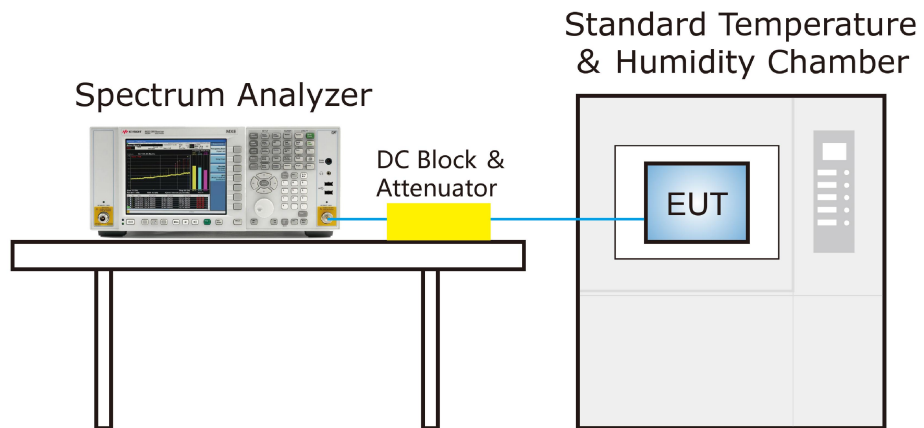 Standard Temperature
& Humidity Chamber
Spectrum Analyzer
DC Block &
Attenuator
EUT